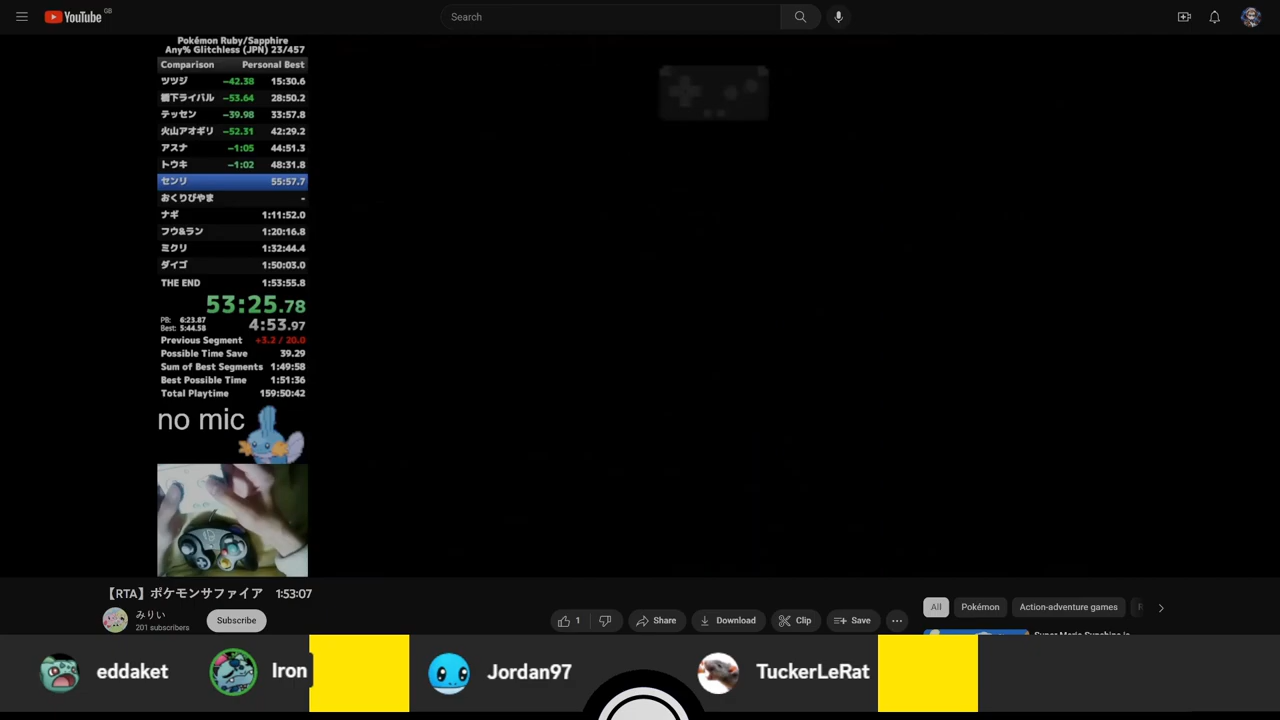 YouTube GB
Search
Pokémon Ruby/Sapphire
Any% Glitchless (JPN) 23/457
Comparison Personal Best
ツツジ -42.38 15:30.6
橋下ライバル -53.64 28:50.2
テッセン -39.98 33:57.8
火山アオギリ -52.31 42:29.2
アスナ -1:05 44:51.3
トウキ -1:02 48:31.8
センリ 55:57.7
おくりびやま -
ナギ 1:11:52.0
フウ&ラン 1:20:16.8
ミクリ 1:32:44.4
ダイゴ 1:50:03.0
THE END 1:53:55.8
53:25.78
PB: 6:23.87
Best: 5:44.58
4:53.97
Previous Segment +3.2 / 20.0
Possible Time Save 39.29
Sum of Best Segments 1:49:58
Best Possible Time 1:51:36
Total Playtime 159:50:42
no mic
【RTA】ポケモンサファイア 1:53:07
みりい
201 subscribers
Subscribe
1
Share
Download
Clip
Save
All
Pokémon
Action-adventure games
eddaket
Iron
Jordan97
TuckerLeRat